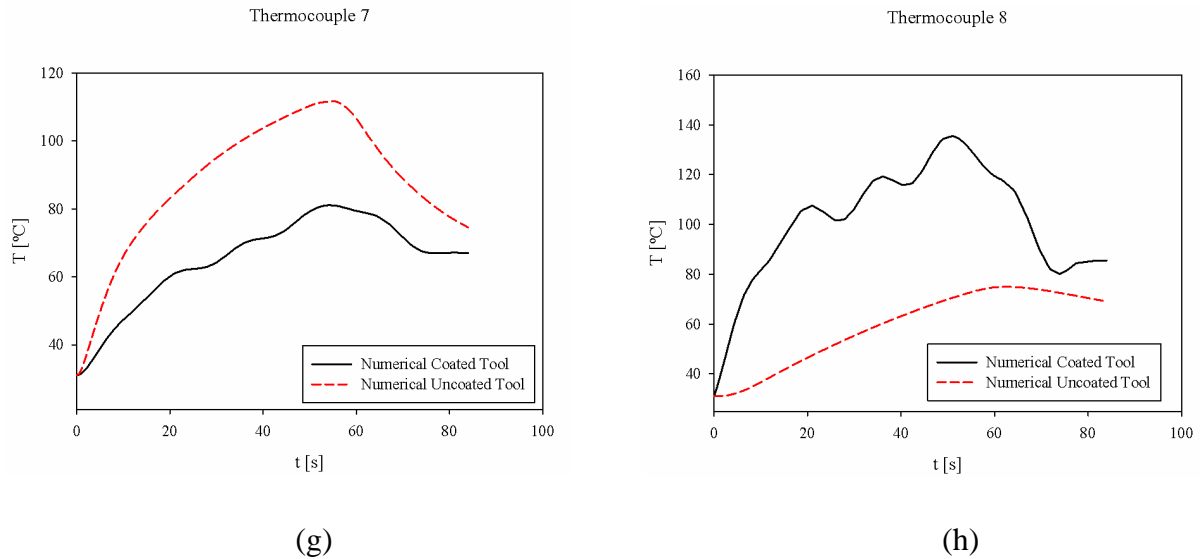 Thermocouple 7
T [ºC]
120
100
80
60
40
0 20 40 60 80 100
t [s]
Numerical Coated Tool
Numerical Uncoated Tool
(g)
Thermocouple 8
T [ºC]
160
140
120
100
80
60
40
0 20 40 60 80 100
t [s]
Numerical Coated Tool
Numerical Uncoated Tool
(h)